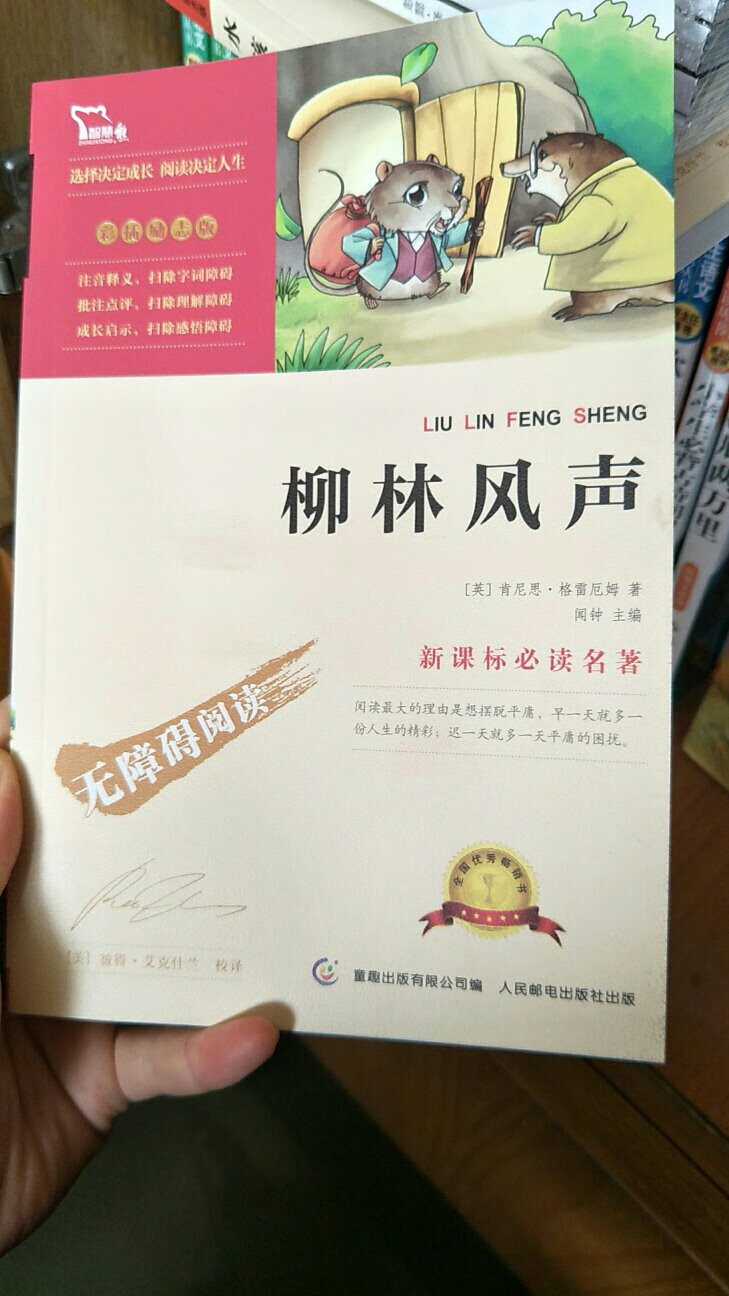 智慧熊
ZHIHUIXIONG
选择决定成长 阅读决定人生
彩插励志版
注音释义、扫除字词障碍
批注点评、扫除理解障碍
成长启示、扫除感悟障碍
LIU LIN FENG SHENG
柳林风声
[英] 肯尼思·格雷厄姆 著
闻钟 主编
新课标必读名著
阅读最大的理由是想摆脱平庸，早一天就多一
份人生的精彩；迟一天就多一天平庸的困扰。
无障碍阅读
全国优秀畅销书
[美] 彼得·艾克什兰 校译
童趣出版有限公司编 人民邮电出版社出版